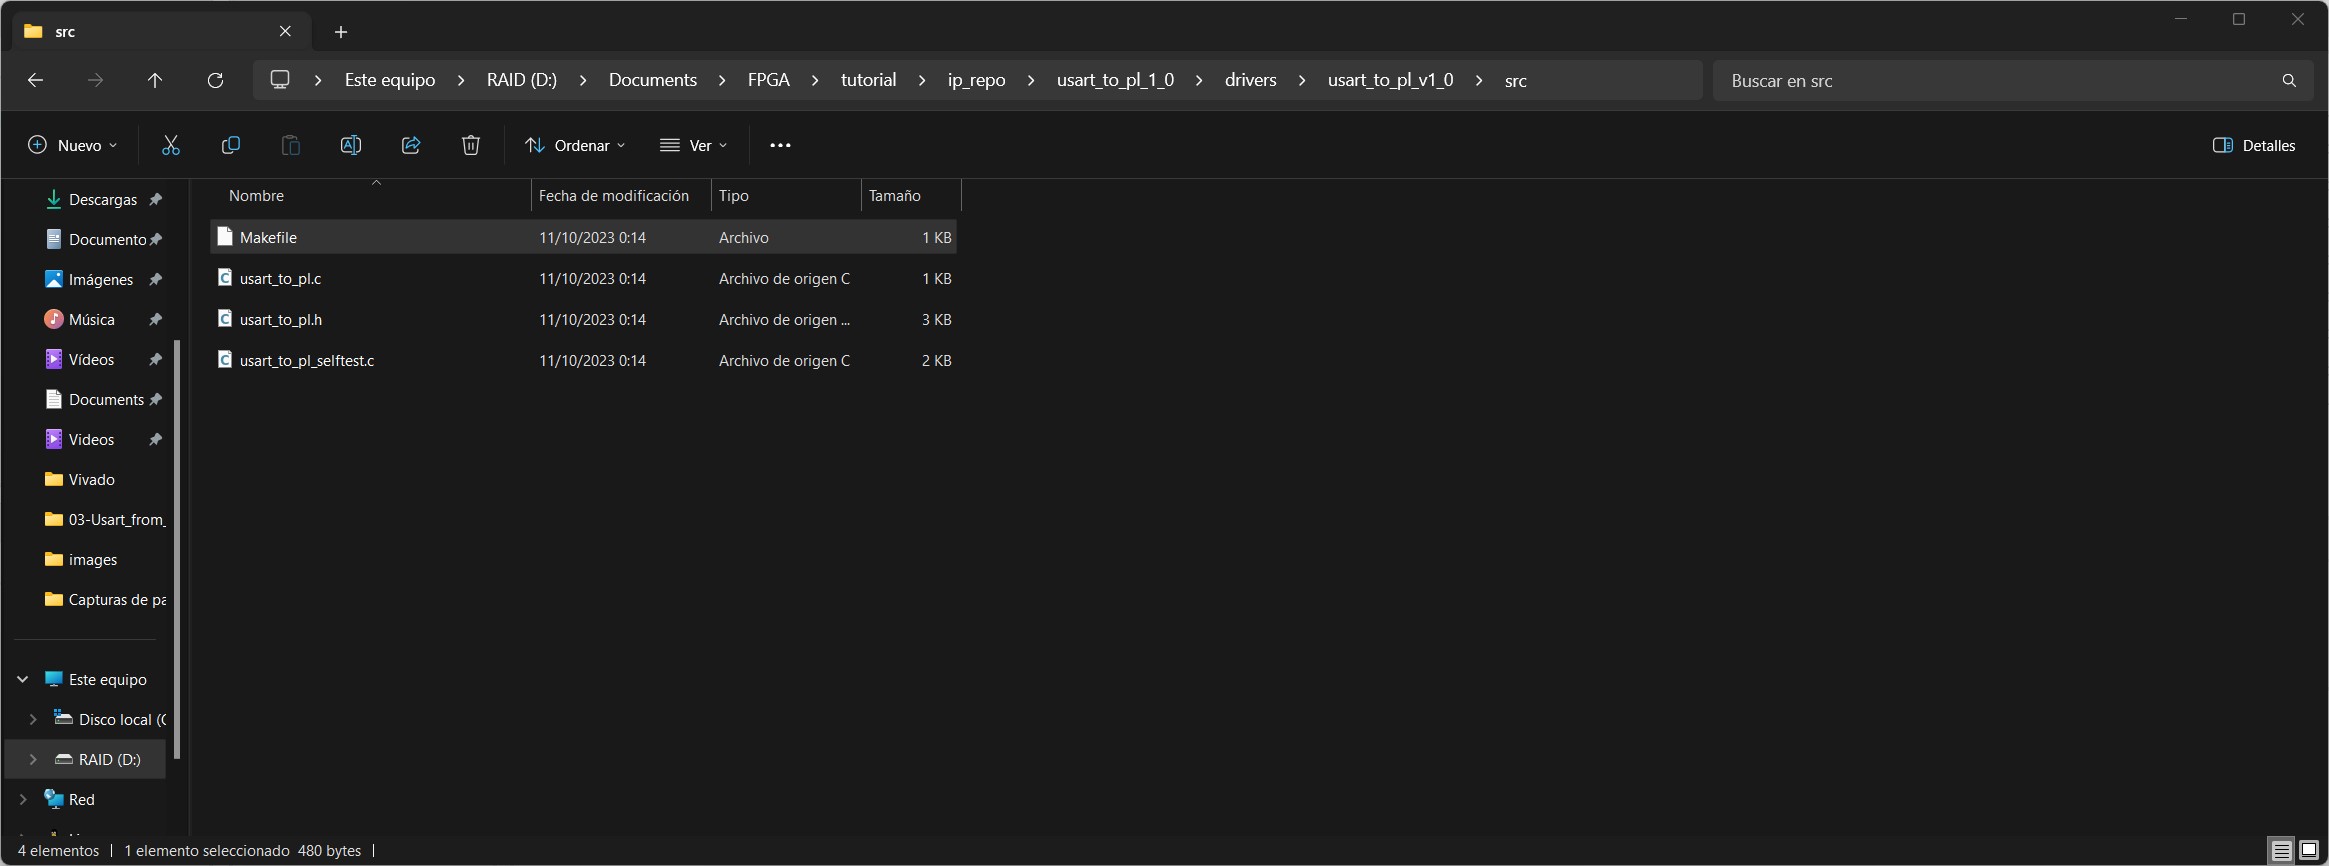 src
Este equipo > RAID (D:) > Documents > FPGA > tutorial > ip_repo > usart_to_pl_1_0 > drivers > usart_to_pl_v1_0 > src
Buscar en src
Nuevo
Ordenar
Ver
Detalles
Descargas
Documento
Imágenes
Música
Vídeos
Documents
Videos
Vivado
03-Usart_from_
images
Capturas de pa
Este equipo
Disco local (C
RAID (D:)
Red
Nombre Fecha de modificación Tipo Tamaño
Makefile 11/10/2023 0:14 Archivo 1 KB
usart_to_pl.c 11/10/2023 0:14 Archivo de origen C 1 KB
usart_to_pl.h 11/10/2023 0:14 Archivo de origen ... 3 KB
usart_to_pl_selftest.c 11/10/2023 0:14 Archivo de origen C 2 KB
4 elementos | 1 elemento seleccionado 480 bytes |